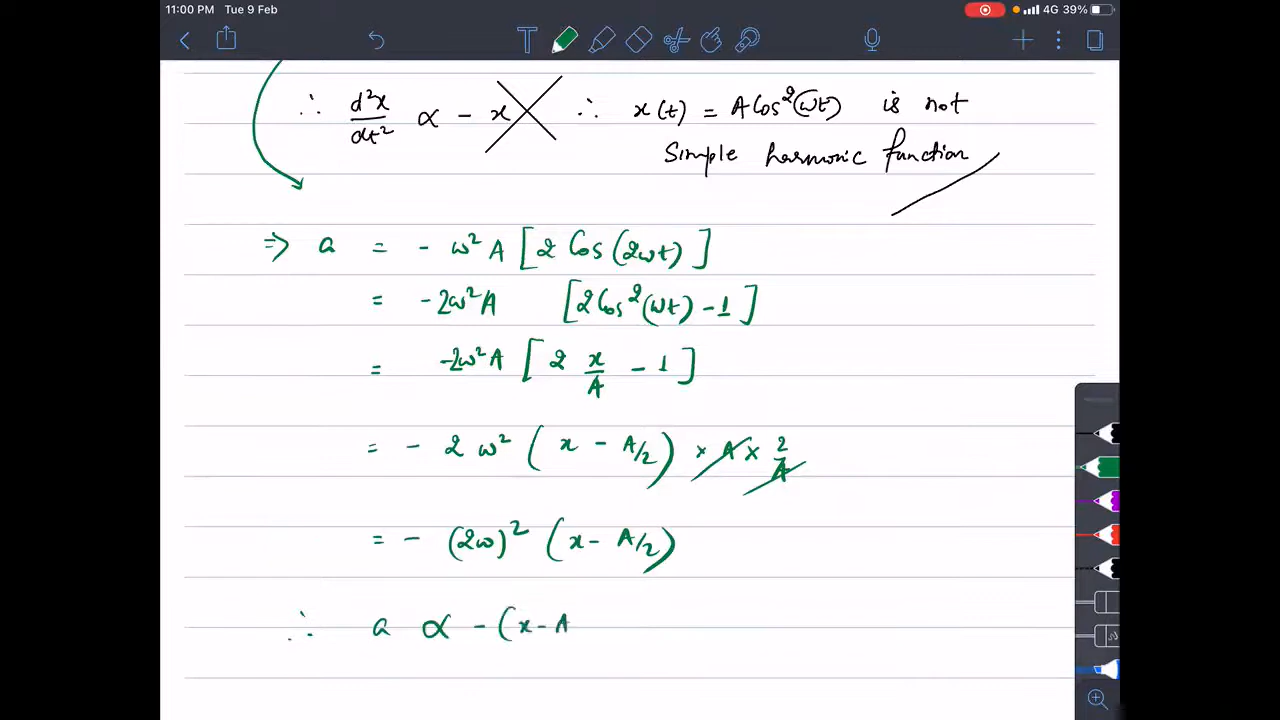 11:00 PM Tue 9 Feb 4G 39%
∴ d²x/dt² ∝ - x ∴ x(t) = A Cos²(ωt) is not
Simple harmonic function
⇒ a = - ω² A [2 Cos (2ωt)]
= -2ω²A [2 Cos²(ωt) - 1]
= -2ω²A [2 x/A - 1]
= - 2 ω² (x - A/2) × A × 2/A
= - (2ω)² (x - A/2)
∴ a ∝ - (x - A